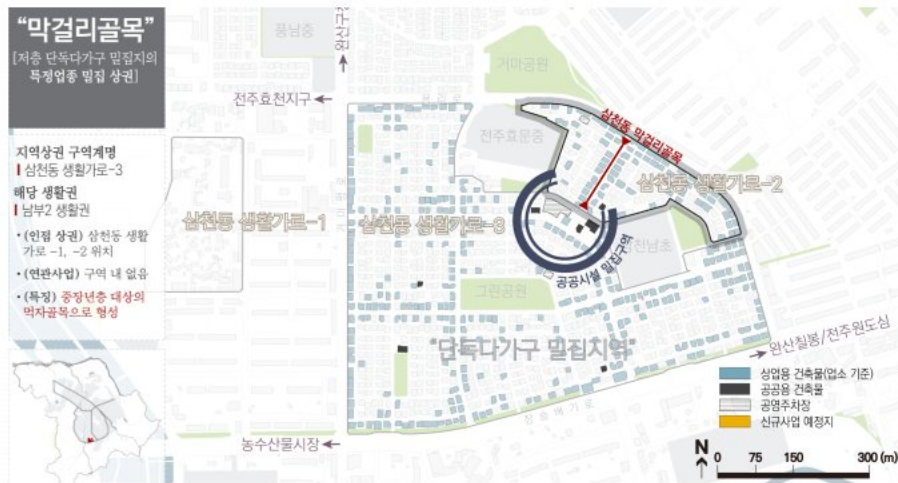 “막걸리골목”
[저층 단독다가구 밀집지의
특정업종 밀집 상권]
지역상권 구역계명
삼천동 생활가로-3
해당 생활권
남부2 생활권
• (인접 상권) 삼천동 생활
가로 -1, -2 위치
• (연관사업) 구역 내 없음
• (특징) 중장년층 대상의
먹자골목으로 형성
풍남중
완산구청
거마공원
전주효천지구
전주효문중
삼천동 막걸리골목
삼천동 생활가로-1
삼천동 생활가로-3
삼천동 생활가로-2
삼천남초
공공시설 밀집구역
그린공원
“단독다가구 밀집지역”
완산칠봉/전주원도심
농수산물시장
상업용 건축물(업소 기준)
공공용 건축물
공영주차장
신규사업 예정지
N
0 75 150 300 (m)